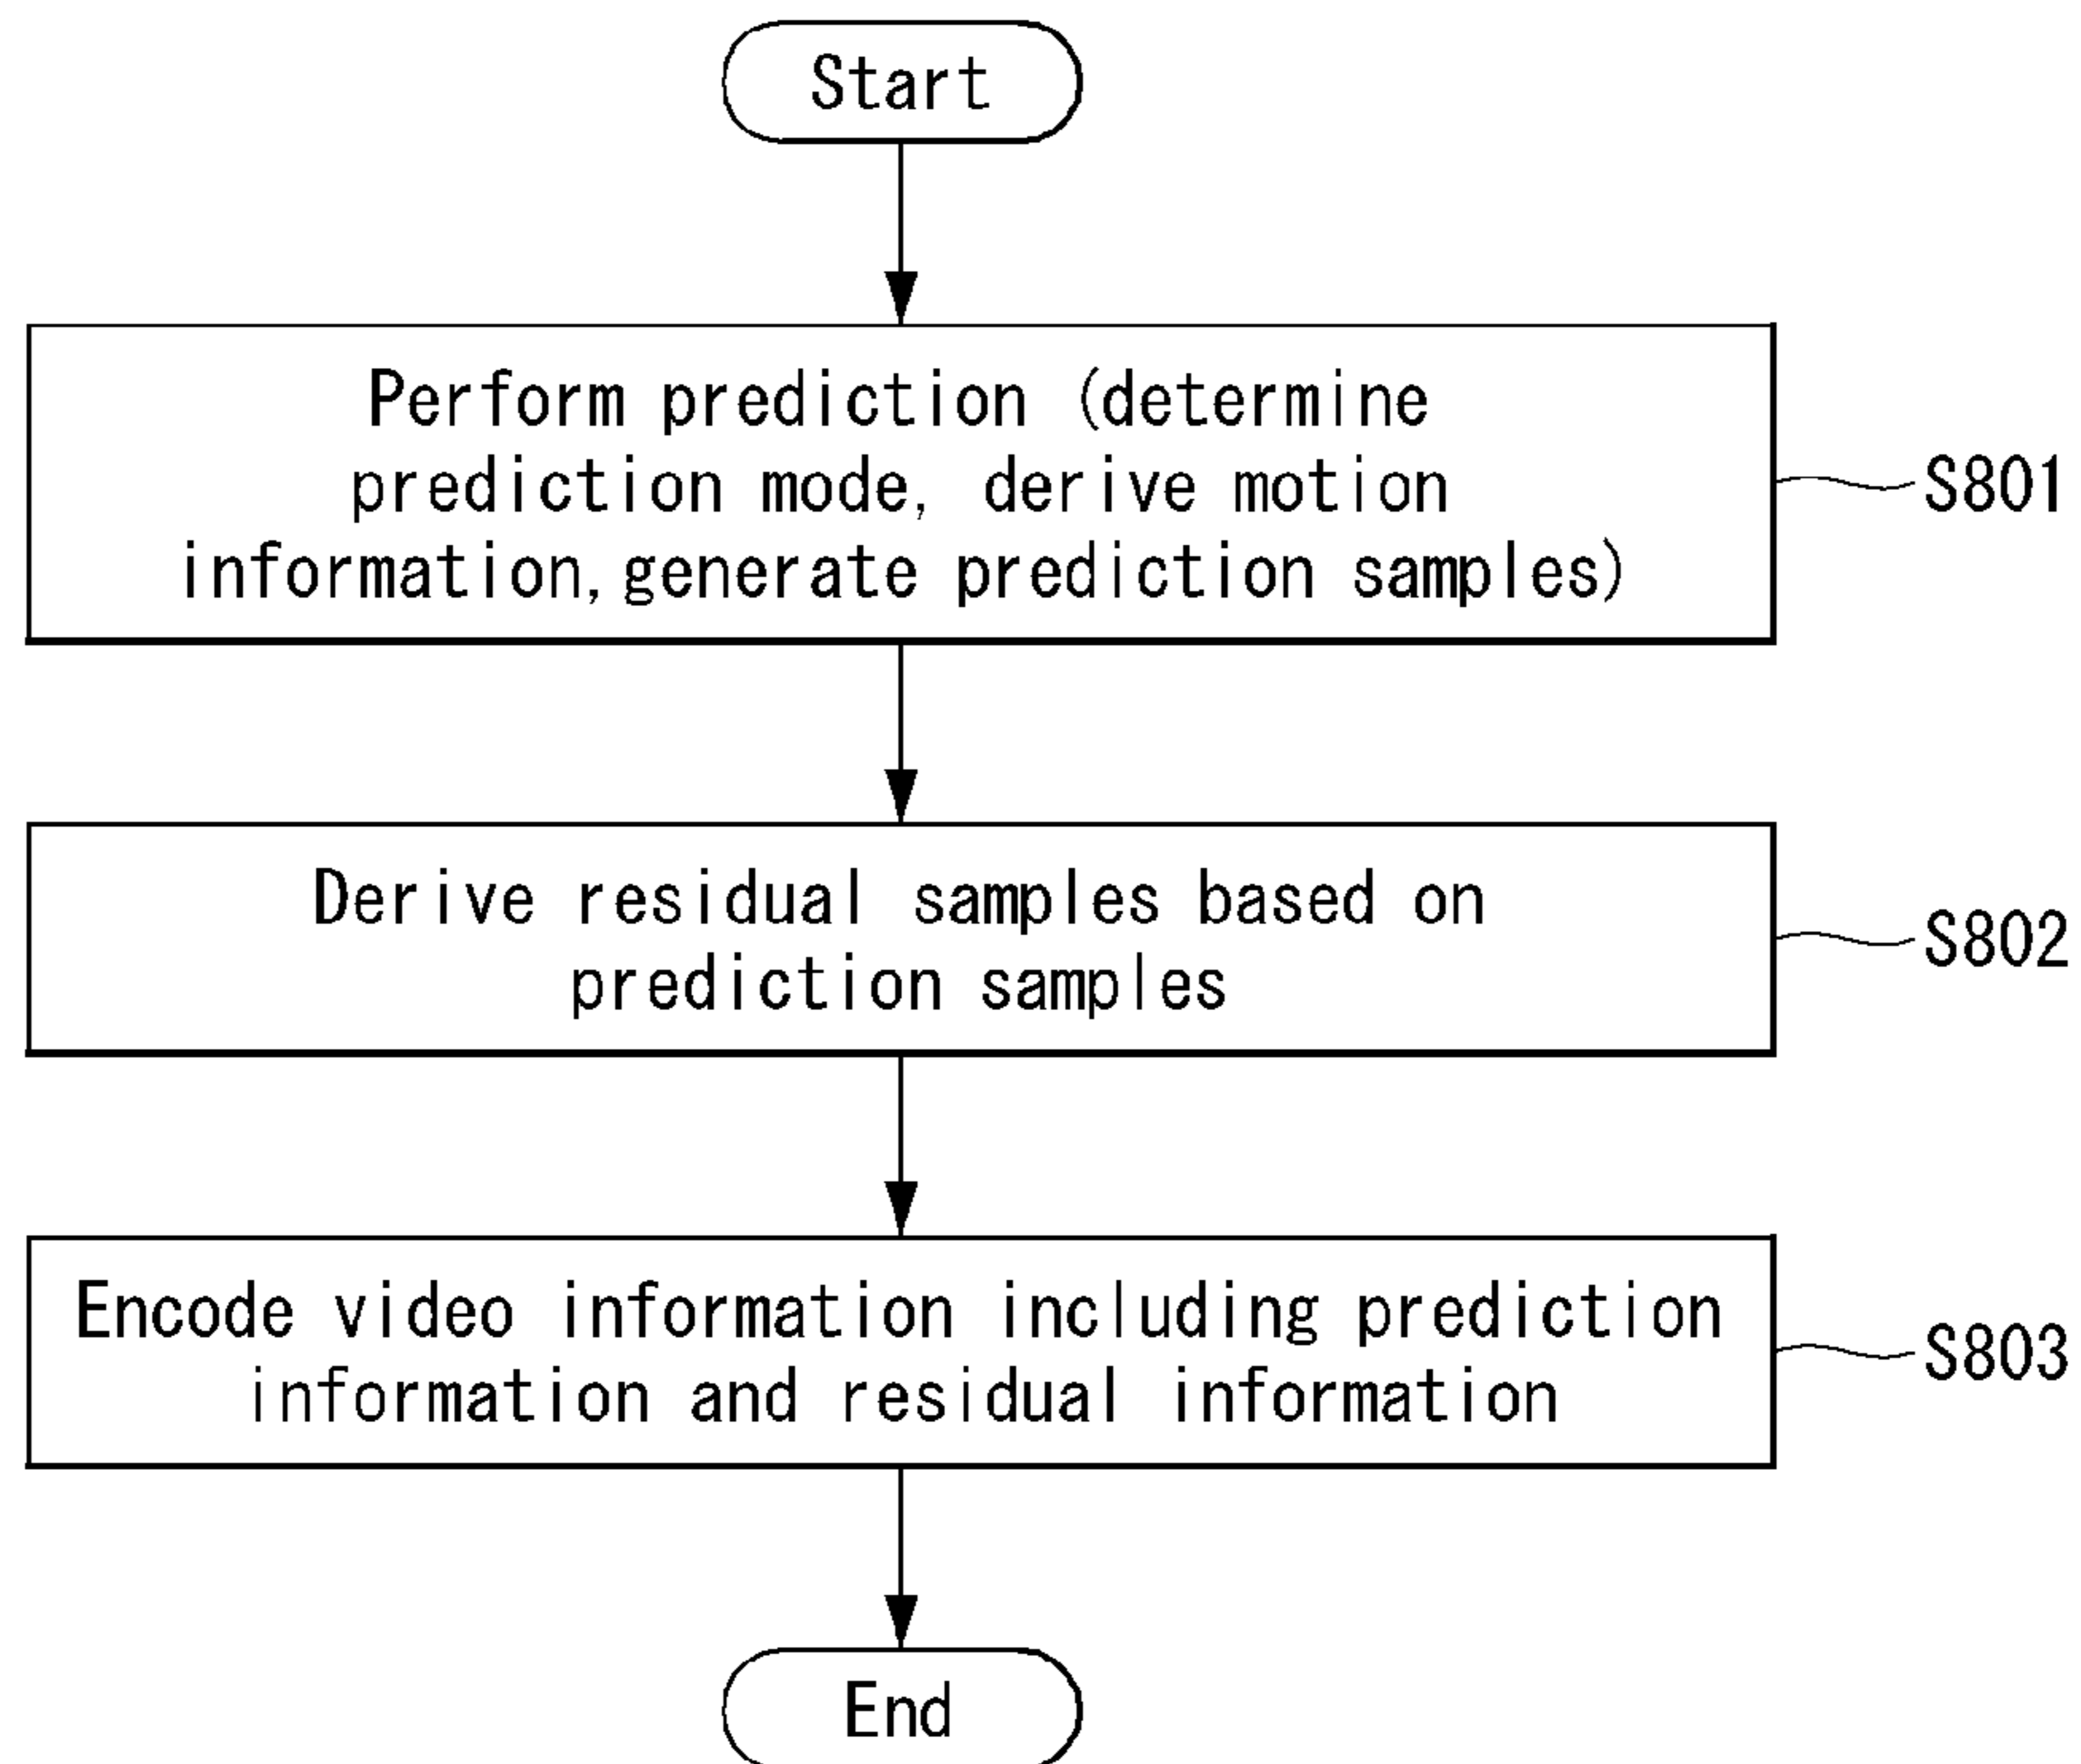 Start
Perform prediction (determine
prediction mode, derive motion
information, generate prediction samples)
S801
Derive residual samples based on
prediction samples
S802
Encode video information including prediction
information and residual information
S803
End